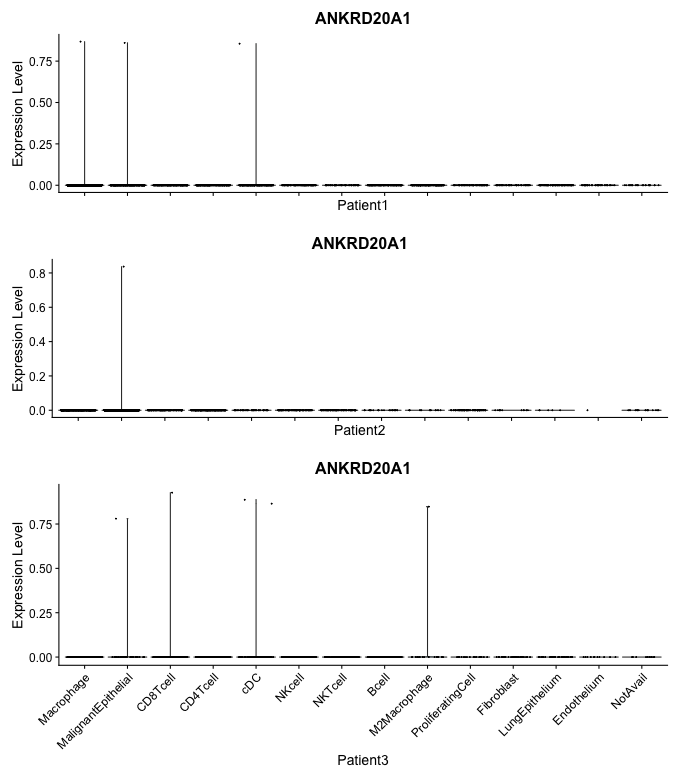 ANKRD20A1
Expression Level
0.75
0.50
0.25
0.00
Patient1
ANKRD20A1
Expression Level
0.8
0.6
0.4
0.2
0.0
Patient2
ANKRD20A1
Expression Level
0.75
0.50
0.25
0.00
Macrophage
MalignantEpithelial
CD8Tcell
CD4Tcell
cDC
NKcell
NKTcell
Bcell
M2Macrophage
ProliferatingCell
Fibroblast
LungEpithelium
Endothelium
NotAvail
Patient3